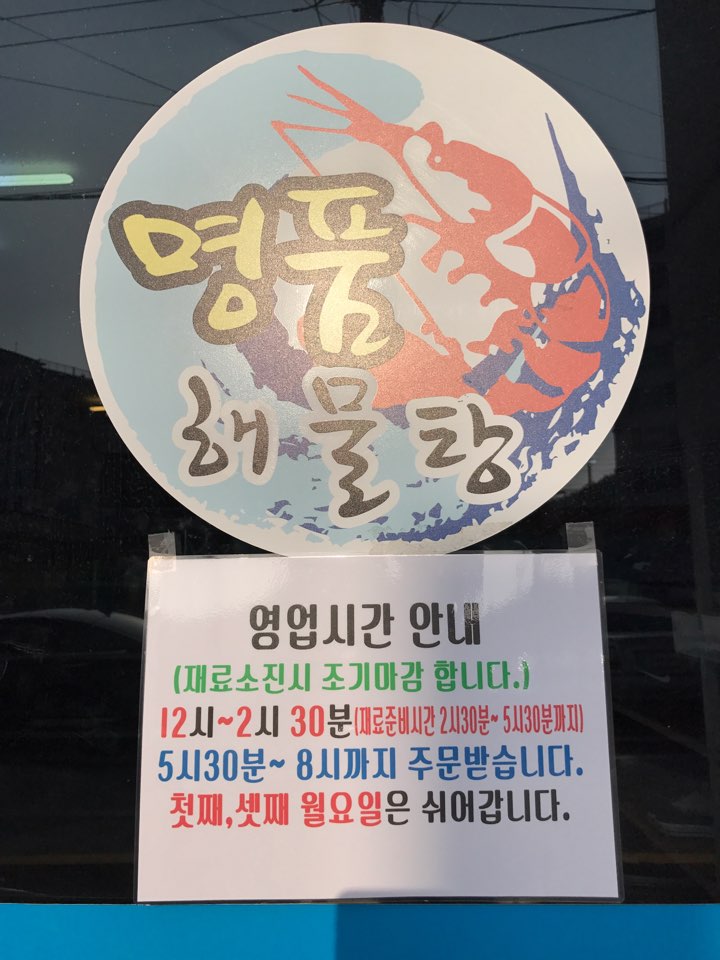 명품
해물탕
영업시간 안내
(재료소진시 조기마감 합니다.)
12시~2시 30분(재료준비시간 2시30분~ 5시30분까지)
5시30분~ 8시까지 주문받습니다.
첫째,셋째 월요일은 쉬어갑니다.